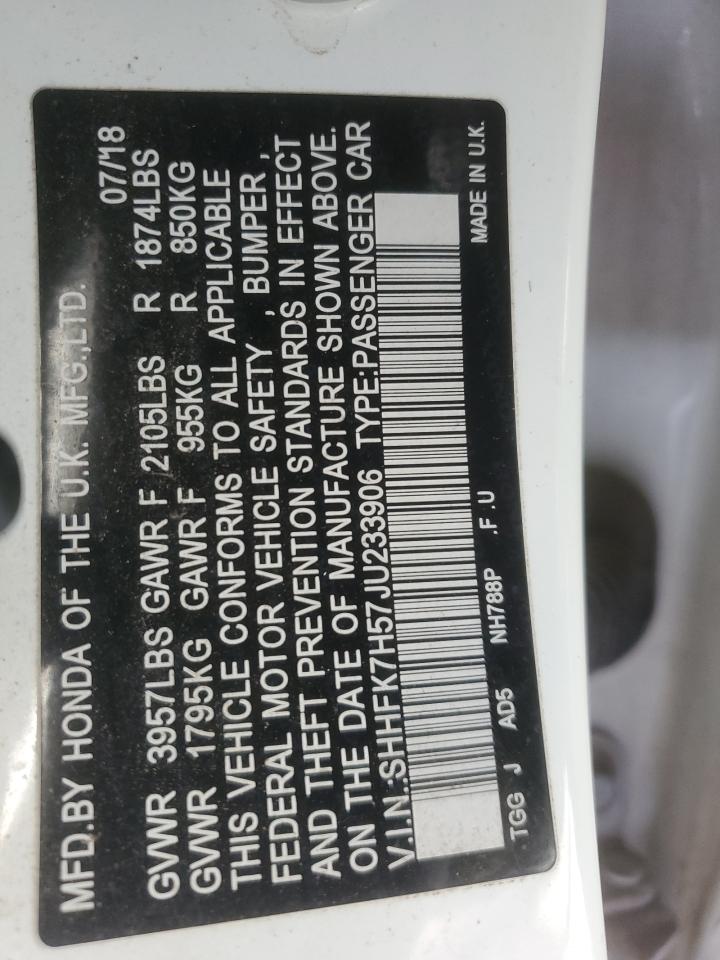 MFD.BY HONDA OF THE U.K. MFG.,LTD. 07/18
GVWR 3957LBS GAWR F 2105LBS R 1874LBS
GVWR 1795KG GAWR F 955KG R 850KG
THIS VEHICLE CONFORMS TO ALL APPLICABLE
FEDERAL MOTOR VEHICLE SAFETY , BUMPER ,
AND THEFT PREVENTION STANDARDS IN EFFECT
ON THE DATE OF MANUFACTURE SHOWN ABOVE.
V.I.N.:SHHFK7H57JU233906 TYPE:PASSENGER CAR
TGG J AD5 NH788P .F .U MADE IN U.K.